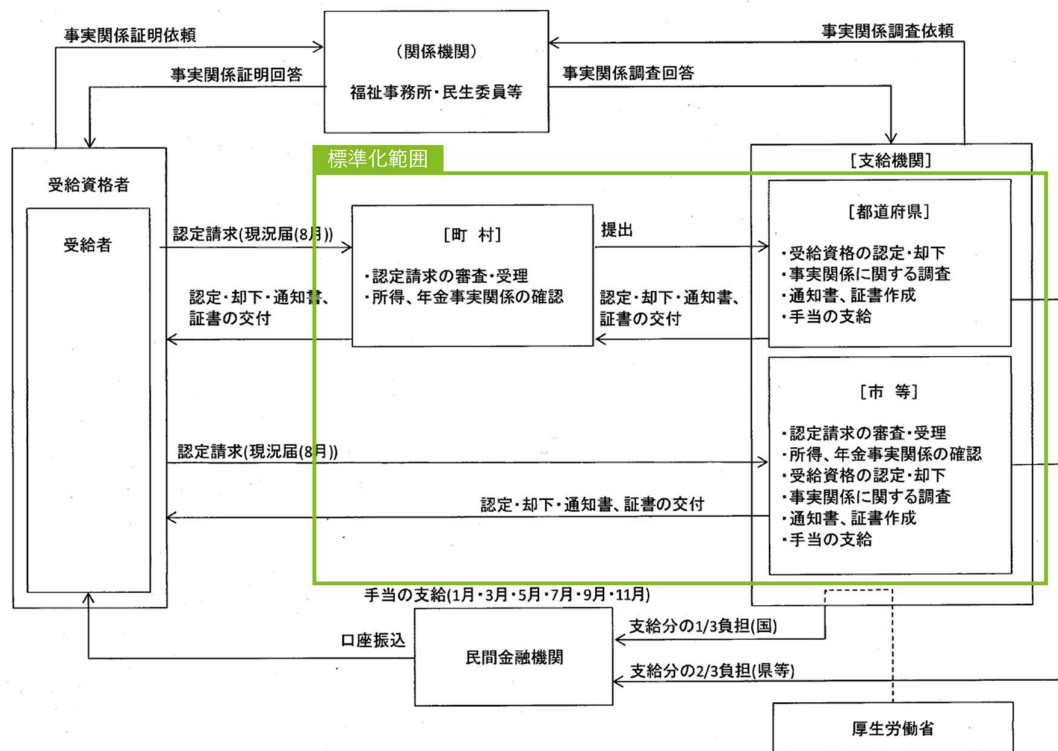 事実関係証明依頼
(関係機関)
福祉事務所・民生委員等
事実関係調査依頼
事実関係証明回答
事実関係調査回答
標準化範囲
[支給機関]
受給資格者
受給者
認定請求(現況届(8月))
[町 村]
・認定請求の審査・受理
・所得、年金事実関係の確認
提出
[都道府県]
・受給資格の認定・却下
・事実関係に関する調査
・通知書、証書作成
・手当の支給
認定・却下・通知書、
証書の交付
認定・却下・通知書、
証書の交付
[市 等]
・認定請求の審査・受理
・所得、年金事実関係の確認
・受給資格の認定・却下
・事実関係に関する調査
・通知書、証書作成
・手当の支給
認定請求(現況届(8月))
認定・却下・通知書、証書の交付
手当の支給(1月・3月・5月・7月・9月・11月)
口座振込
民間金融機関
支給分の1/3負担(国)
支給分の2/3負担(県等)
厚生労働省